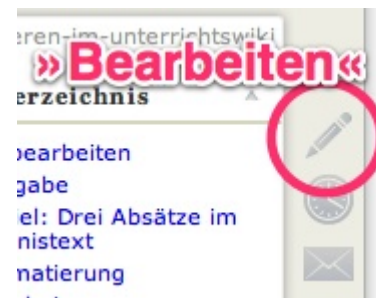 eren-im-unterrichtswiki
»Bearbeiten«
erzeichnis
bearbeiten
gabe
el: Drei Absätze im
nistext
matierung